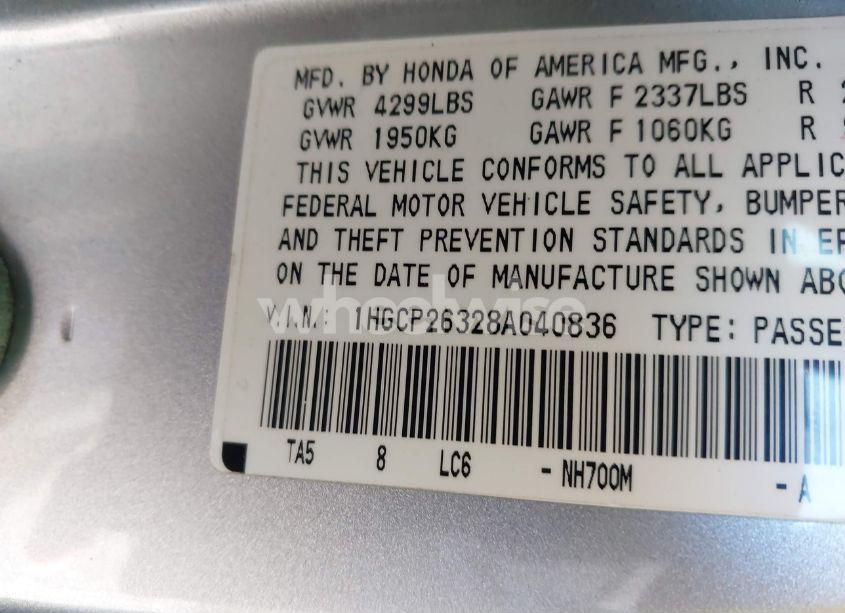 MFD. BY HONDA OF AMERICA MFG., INC.
GVWR 4299LBS GAWR F 2337LBS R
GVWR 1950KG GAWR F 1060KG R
THIS VEHICLE CONFORMS TO ALL APPLIC
FEDERAL MOTOR VEHICLE SAFETY, BUMPER
AND THEFT PREVENTION STANDARDS IN EF
ON THE DATE OF MANUFACTURE SHOWN ABO
wheelwise
V.I.N.: 1HGCP26328A040836 TYPE: PASSE
TA5 8 LC6 - NH700M - A